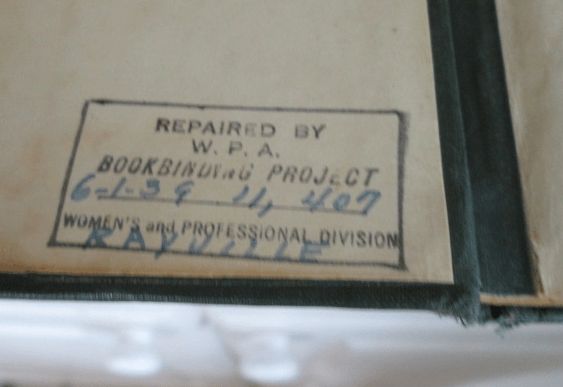 REPAIRED BY
W. P. A.
BOOKBINDING PROJECT
6-1-39 11,407
WOMEN'S and PROFESSIONAL DIVISION
RAYVILLE